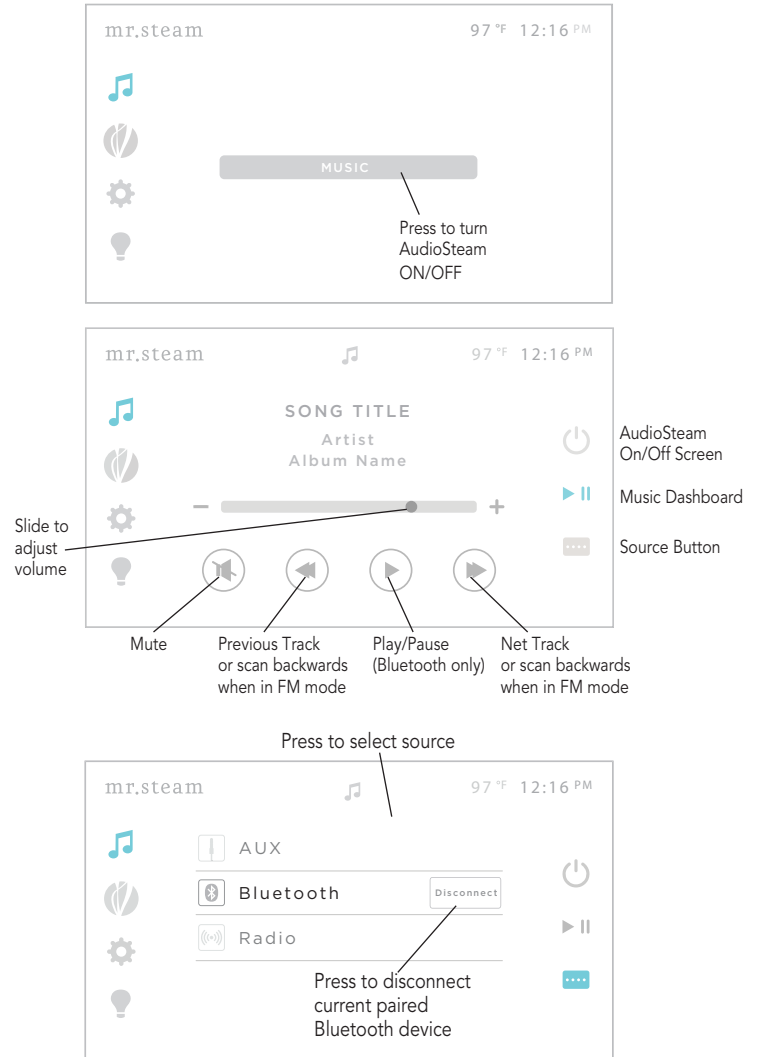 mr.steam 97 °F 12:16 PM
MUSIC
Press to turn
AudioSteam
ON/OFF
mr.steam 97 °F 12:16 PM
SONG TITLE
Artist
Album Name
AudioSteam
On/Off Screen
Music Dashboard
Source Button
Slide to
adjust
volume
Mute
Previous Track
or scan backwards
when in FM mode
Play/Pause
(Bluetooth only)
Net Track
or scan backwards
when in FM mode
Press to select source
mr.steam 97 °F 12:16 PM
AUX
Bluetooth Disconnect
Radio
Press to disconnect
current paired
Bluetooth device